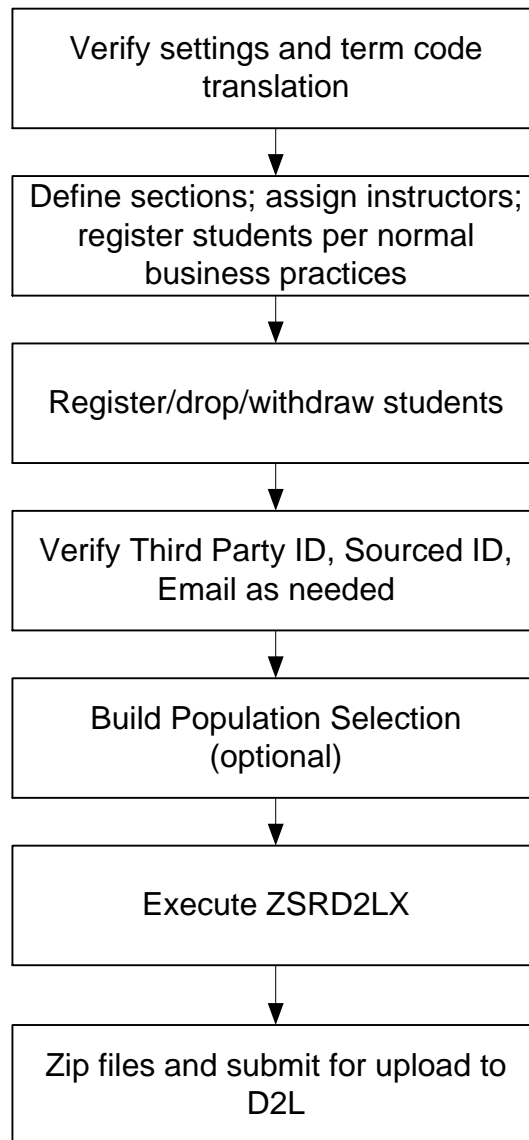 Verify settings and term code
translation
Define sections; assign instructors;
register students per normal
business practices
Register/drop/withdraw students
Verify Third Party ID, Sourced ID,
Email as needed
Build Population Selection
(optional)
Execute ZSRD2LX
Zip files and submit for upload to
D2L